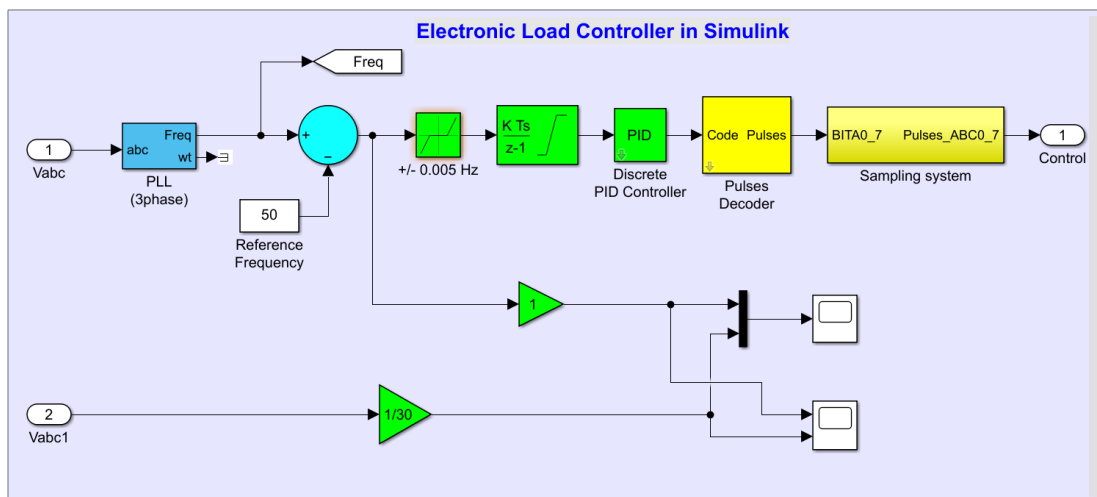 Electronic Load Controller in Simulink
Freq
1
Vabc
abc
Freq
wt
PLL
(3phase)
+
−
50
Reference
Frequency
+/- 0.005 Hz
K Ts
z-1
PID
Discrete
PID Controller
Code Pulses
Pulses
Decoder
BITA0_7 Pulses_ABC0_7
Sampling system
1
Control
1
2
Vabc1
1/30